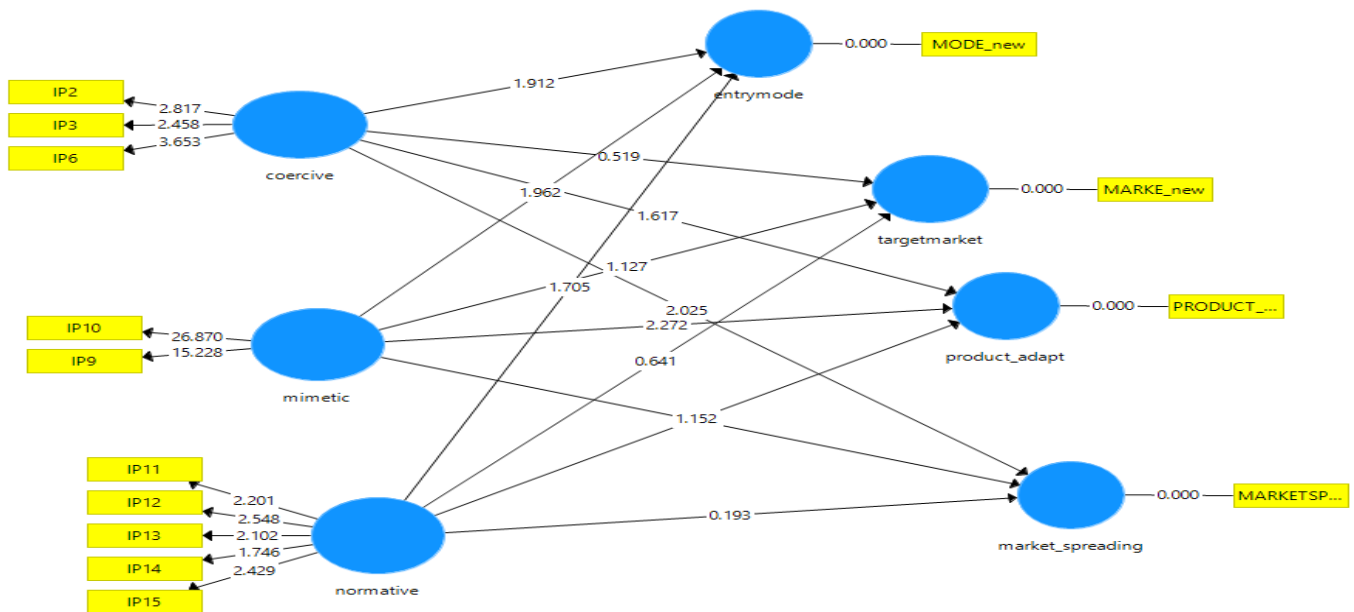 MODE_new
0.000
entrymode
1.912
IP2
2.817
IP3
2.458
IP6
3.653
coercive
0.519
0.000
MARKE_new
targetmarket
1.962
1.617
1.127
1.705
2.025
2.272
0.000
PRODUCT_...
product_adapt
IP10
26.870
IP9
15.228
mimetic
0.641
1.152
IP11
2.201
IP12
2.548
IP13
2.102
IP14
1.746
IP15
2.429
normative
0.193
0.000
MARKETSP...
market_spreading